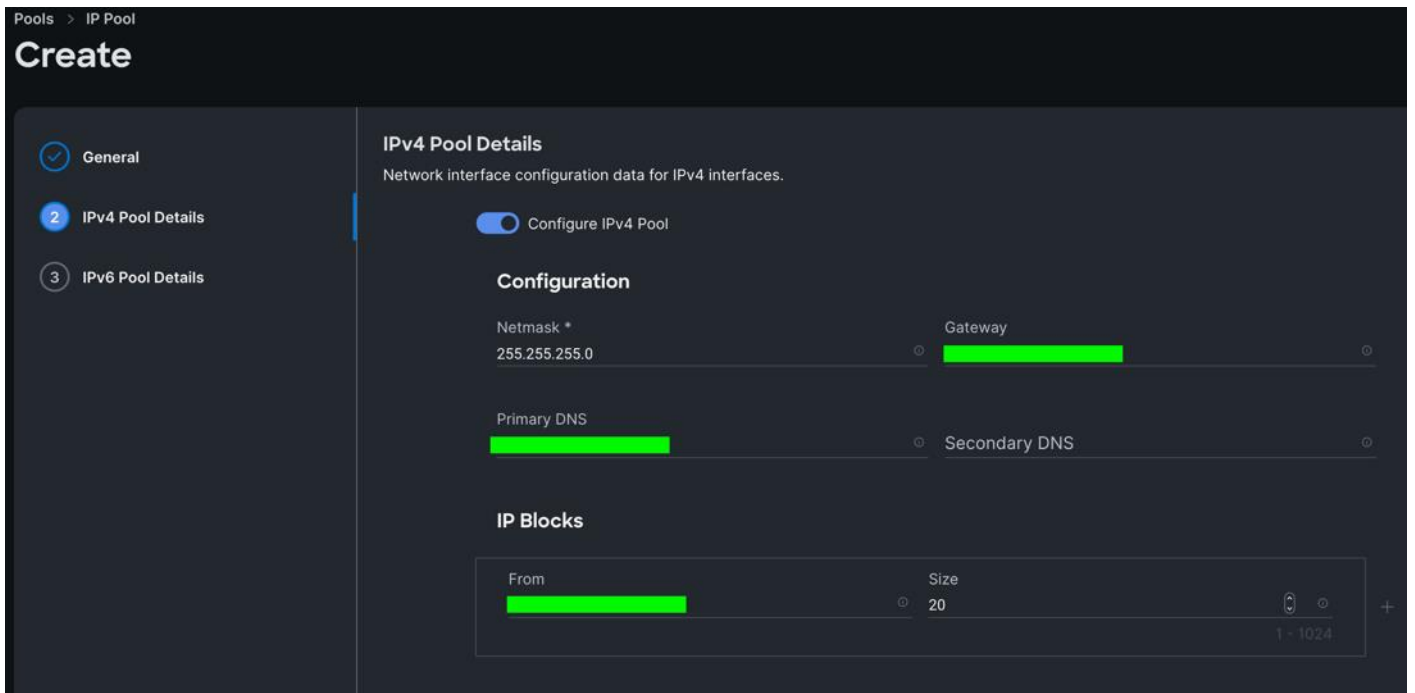 Pools > IP Pool
Create
General
2 IPv4 Pool Details
3 IPv6 Pool Details
IPv4 Pool Details
Network interface configuration data for IPv4 interfaces.
Configure IPv4 Pool
Configuration
Netmask * Gateway
255.255.255.0
Primary DNS
Secondary DNS
IP Blocks
From Size
20
1 - 1024